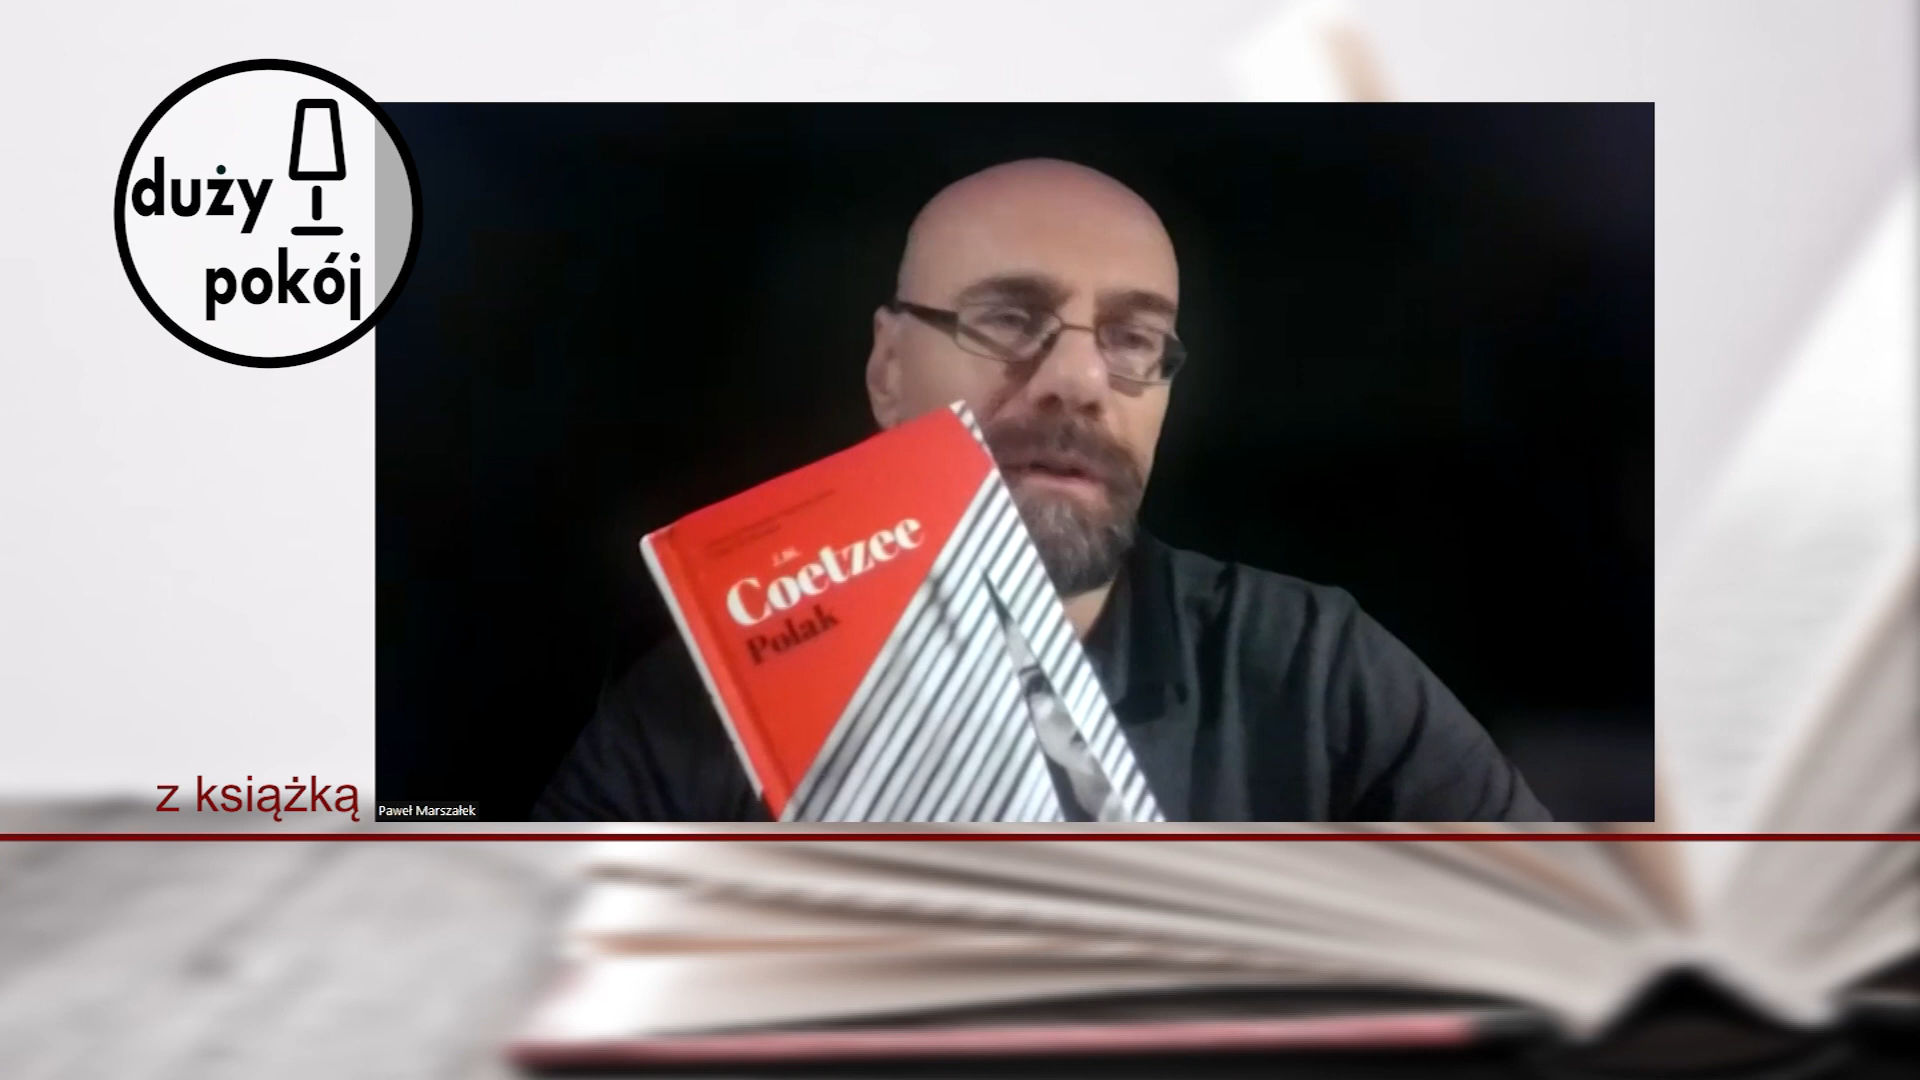 duży
pokój
J.M.
Coetzee
Polak
z książką
Paweł Marszałek